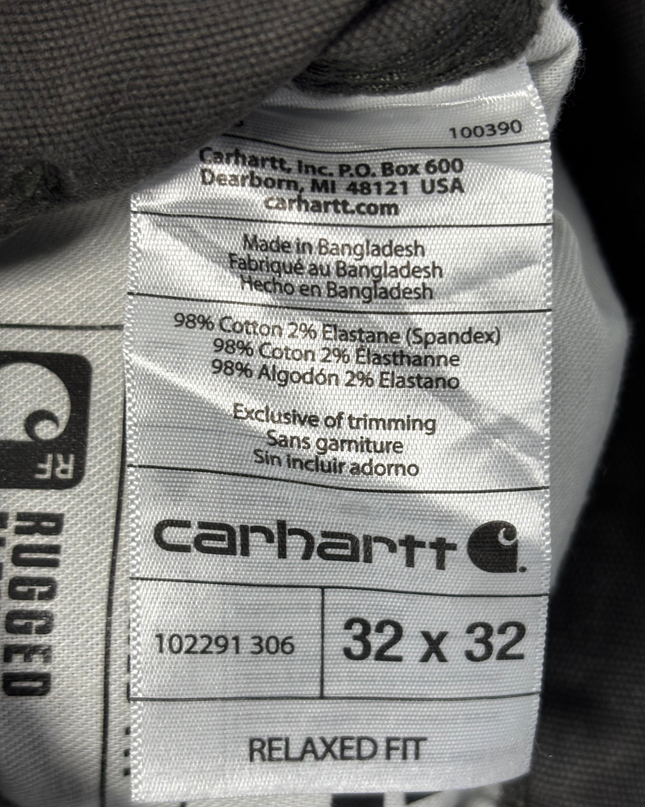 100390
Carhartt, Inc. P.O. Box 600
Dearborn, MI 48121 USA
carhartt.com
Made in Bangladesh
Fabriqué au Bangladesh
Hecho en Bangladesh
98% Cotton 2% Elastane (Spandex)
98% Coton 2% Élasthanne
98% Algodón 2% Elastano
Exclusive of trimming
Sans garniture
Sin incluir adorno
carhartt
102291 306
32 x 32
RELAXED FIT
RF
RUGGED